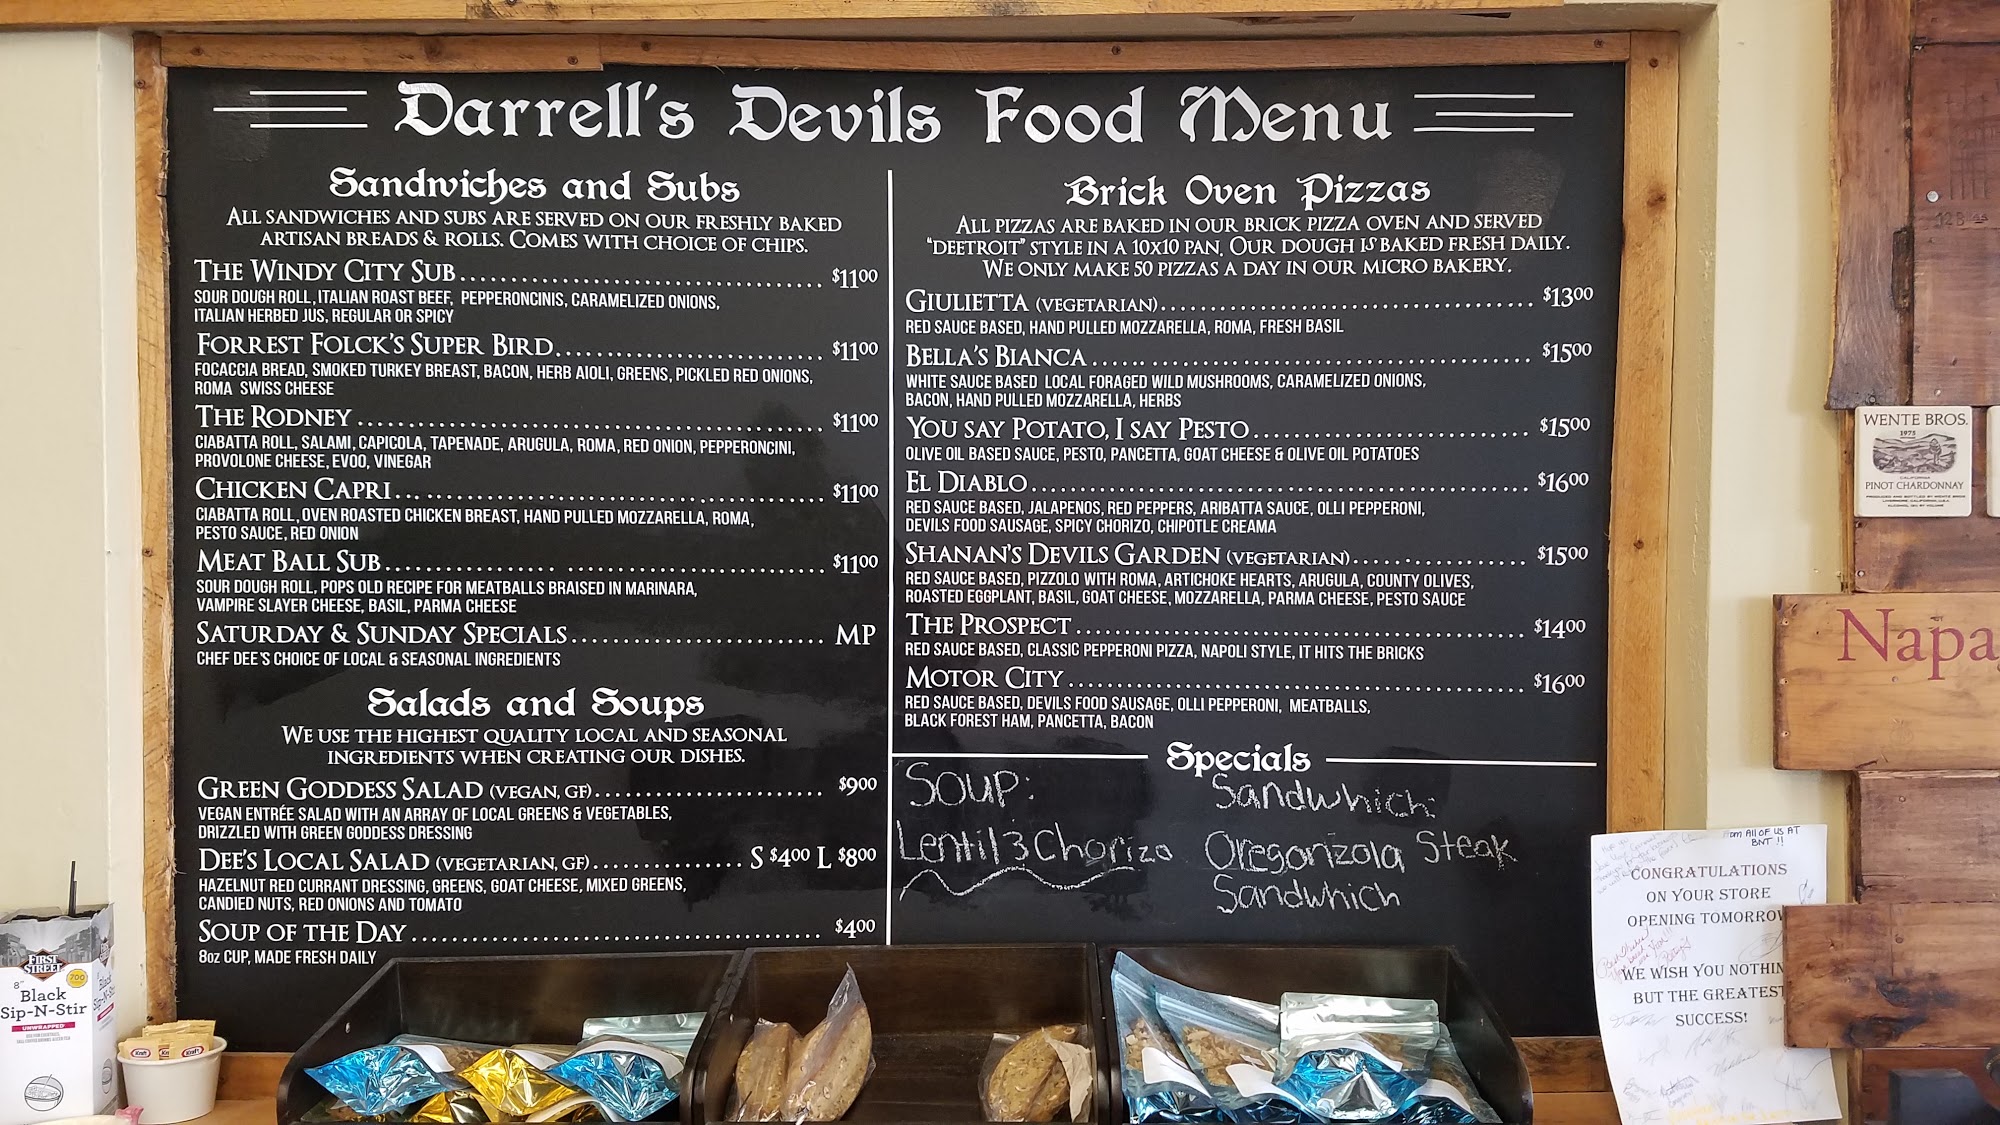 Darrell's Devils Food Menu
Sandwiches and Subs
All sandwiches and subs are served on our freshly baked
artisan breads & rolls. Comes with choice of chips.
The Windy City Sub.................................... $11.00
SOUR DOUGH ROLL, ITALIAN ROAST BEEF, PEPPERONCINIS, CARAMELIZED ONIONS,
ITALIAN HERBED JUS, REGULAR OR SPICY
Forrest Folck's Super Bird........................... $11.00
FOCACCIA BREAD, SMOKED TURKEY BREAST, BACON, HERB AIOLI, GREENS, PICKLED RED ONIONS,
ROMA SWISS CHEESE
The Rodney.............................................. $11.00
CIABATTA ROLL, SALAMI, CAPICOLA, TAPENADE, ARUGULA, ROMA, RED ONION, PEPPERONCINI,
PROVOLONE CHEESE, EVOO, VINEGAR
Chicken Capri.......................................... $11.00
CIABATTA ROLL, OVEN ROASTED CHICKEN BREAST, HAND PULLED MOZZARELLA, ROMA,
PESTO SAUCE, RED ONION
Meat Ball Sub........................................... $11.00
SOUR DOUGH ROLL, POPS OLD RECIPE FOR MEATBALLS BRAISED IN MARINARA,
VAMPIRE SLAYER CHEESE, BASIL, PARMA CHEESE
Saturday & Sunday Specials......................... MP
CHEF DEE'S CHOICE OF LOCAL & SEASONAL INGREDIENTS
Salads and Soups
We use the highest quality local and seasonal
ingredients when creating our dishes.
Green Goddess Salad (vegan, gf)....................... $9.00
VEGAN ENTRÉE SALAD WITH AN ARRAY OF LOCAL GREENS & VEGETABLES,
DRIZZLED WITH GREEN GODDESS DRESSING
Dee's Local Salad (vegetarian, gf)............... S $4.00 L $8.00
HAZELNUT RED CURRANT DRESSING, GREENS, GOAT CHEESE, MIXED GREENS,
CANDIED NUTS, RED ONIONS AND TOMATO
Soup of the Day......................................... $4.00
8oz CUP, MADE FRESH DAILY
Brick Oven Pizzas
All pizzas are baked in our brick pizza oven and served
"Deetroit" style in a 10x10 pan. Our dough is baked fresh daily.
We only make 50 pizzas a day in our micro bakery.
Giulietta (vegetarian)..................................... $13.00
RED SAUCE BASED, HAND PULLED MOZZARELLA, ROMA, FRESH BASIL
Bella's Bianca............................................ $15.00
WHITE SAUCE BASED LOCAL FORAGED WILD MUSHROOMS, CARAMELIZED ONIONS,
BACON, HAND PULLED MOZZARELLA, HERBS
You say Potato, I say Pesto............................ $15.00
OLIVE OIL BASED SAUCE, PESTO, PANCETTA, GOAT CHEESE & OLIVE OIL POTATOES
El Diablo.................................................. $16.00
RED SAUCE BASED, JALAPENOS, RED PEPPERS, ARIBATTA SAUCE, OLLI PEPPERONI,
DEVILS FOOD SAUSAGE, SPICY CHORIZO, CHIPOTLE CREAMA
Shanan's Devils Garden (vegetarian)................. $15.00
RED SAUCE BASED, PIZZOLO WITH ROMA, ARTICHOKE HEARTS, ARUGULA, COUNTY OLIVES,
ROASTED EGGPLANT, BASIL, GOAT CHEESE, MOZZARELLA, PARMA CHEESE, PESTO SAUCE
The Prospect............................................. $14.00
RED SAUCE BASED, CLASSIC PEPPERONI PIZZA, NAPOLI STYLE, IT HITS THE BRICKS
Motor City.............................................. $16.00
RED SAUCE BASED, DEVILS FOOD SAUSAGE, OLLI PEPPERONI, MEATBALLS,
BLACK FOREST HAM, PANCETTA, BACON
Specials
Soup:
Lentil & Chorizo
Sandwhich:
Oregonzola Steak
Sandwhich
WENTE BROS.
1975
CALIFORNIA
PINOT CHARDONNAY
Napa
From All OF US AT
BNT !!
CONGRATULATIONS
ON YOUR STORE
OPENING TOMORROW
WE WISH YOU NOTHIN
BUT THE GREATEST
SUCCESS!
FIRST STREET
700
8"
Black
Sip-N-Stir
UNWRAPPED
Kraft
Kraft